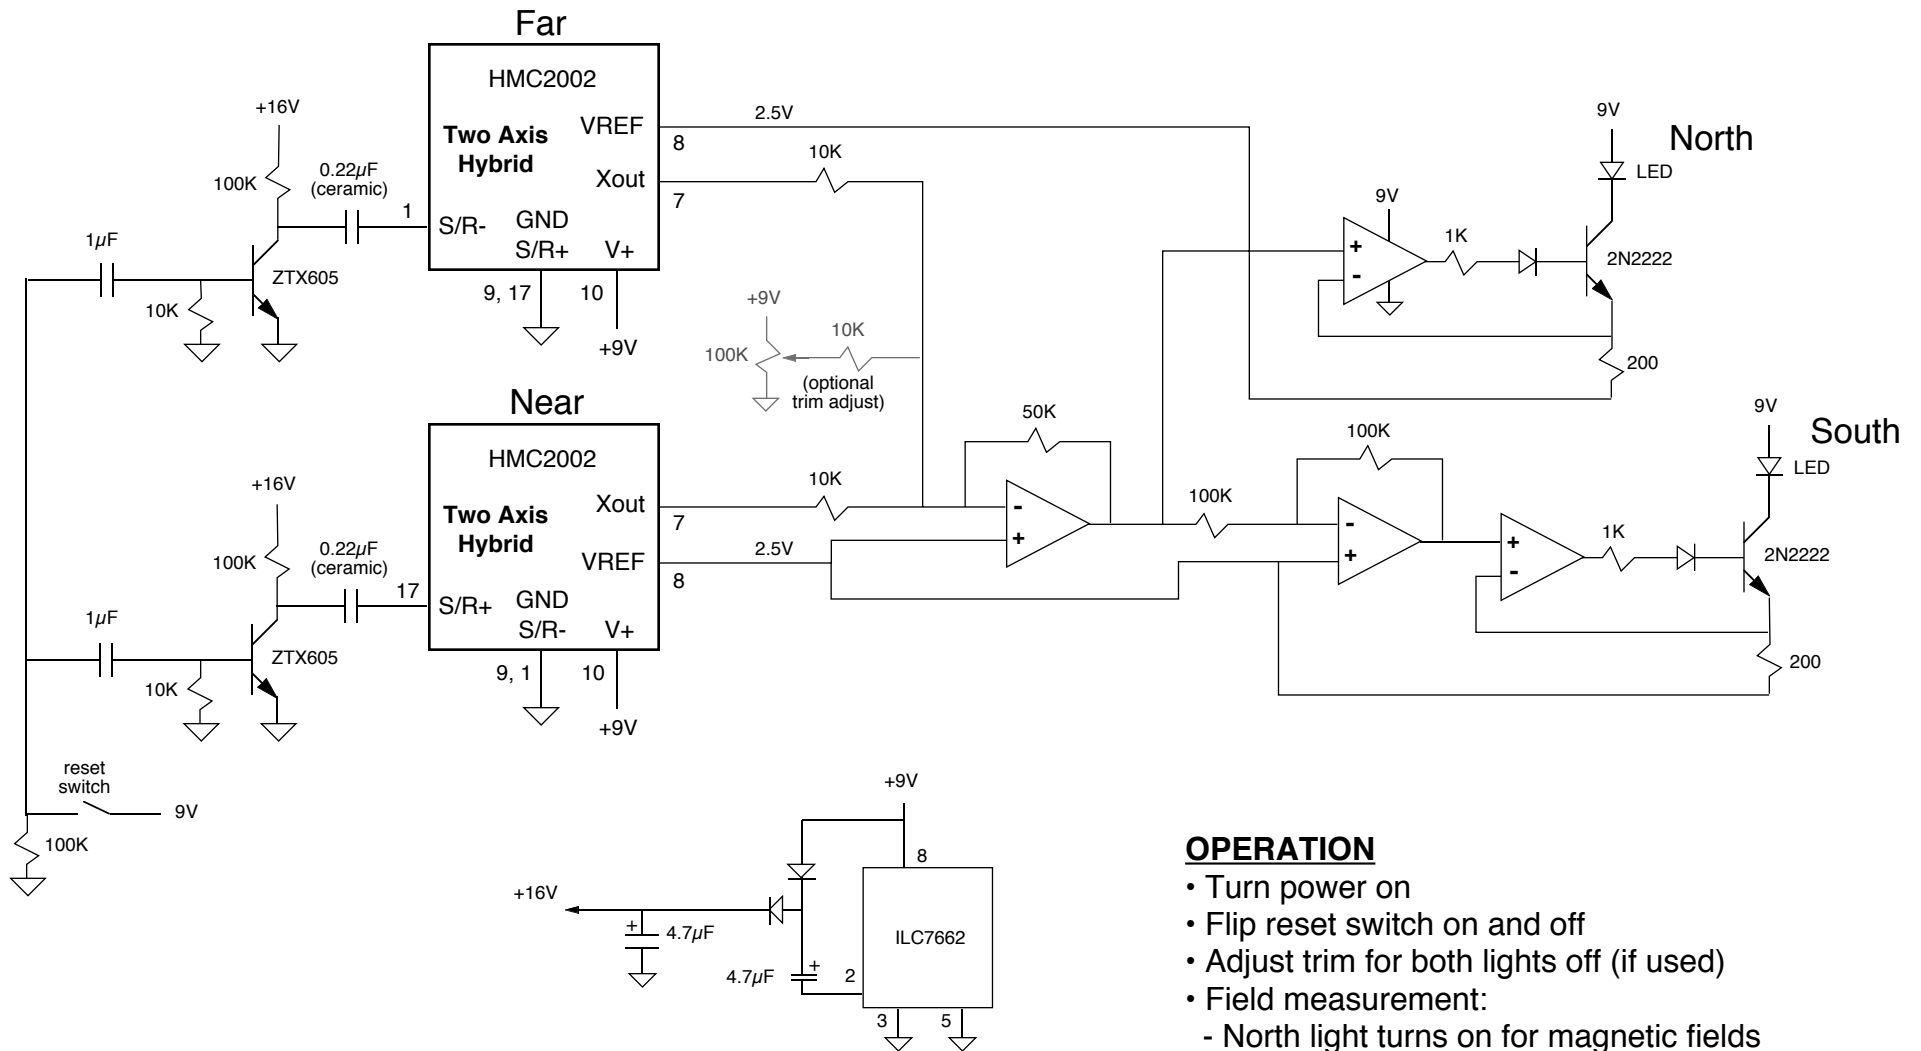 Far
HMC2002
Two Axis
Hybrid
VREF
8
Xout
7
S/R-
GND
S/R+
V+
1
9, 17
10
+9V
+16V
100K
0.22µF
(ceramic)
1µF
10K
ZTX605
2.5V
10K
+9V
100K
10K
(optional
trim adjust)
9V
North
LED
9V
+
-
1K
2N2222
200
Near
HMC2002
Two Axis
Hybrid
Xout
7
VREF
8
S/R+
GND
S/R-
V+
17
9, 1
10
+9V
+16V
100K
0.22µF
(ceramic)
1µF
10K
ZTX605
10K
2.5V
50K
-
+
100K
100K
-
+
+
-
1K
9V
South
LED
2N2222
200
reset
switch
9V
100K
+9V
8
+16V
+
4.7µF
4.7µF
+
2
ILC7662
3
5
OPERATION
• Turn power on
• Flip reset switch on and off
• Adjust trim for both lights off (if used)
• Field measurement:
- North light turns on for magnetic fields